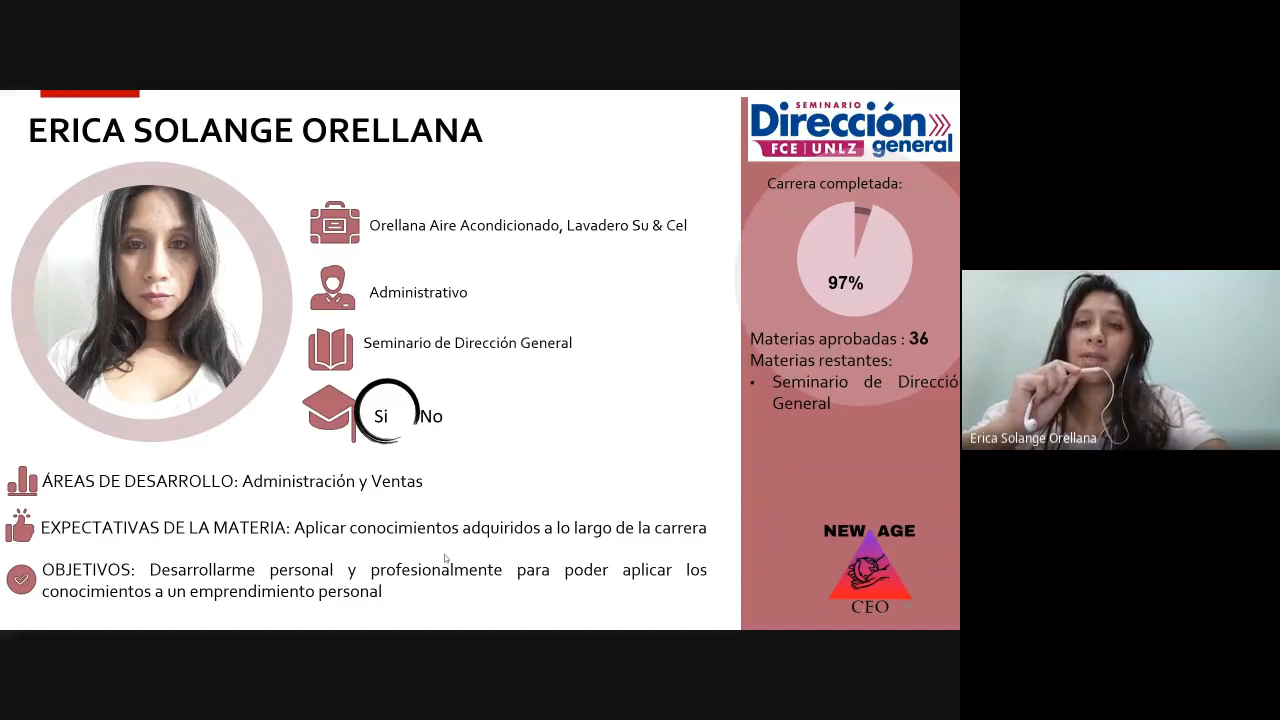 ERICA SOLANGE ORELLANA
Orellana Aire Acondicionado, Lavadero Su & Cel
Administrativo
Seminario de Dirección General
Si No
ÁREAS DE DESARROLLO: Administración y Ventas
EXPECTATIVAS DE LA MATERIA: Aplicar conocimientos adquiridos a lo largo de la carrera
OBJETIVOS: Desarrollarme personal y profesionalmente para poder aplicar los
conocimientos a un emprendimiento personal
SEMINARIO
Dirección
FCE | UNLZ general
Carrera completada:
97%
Materias aprobadas : 36
Materias restantes:
• Seminario de Direcció
General
NEW AGE
CEO
Erica Solange Orellana